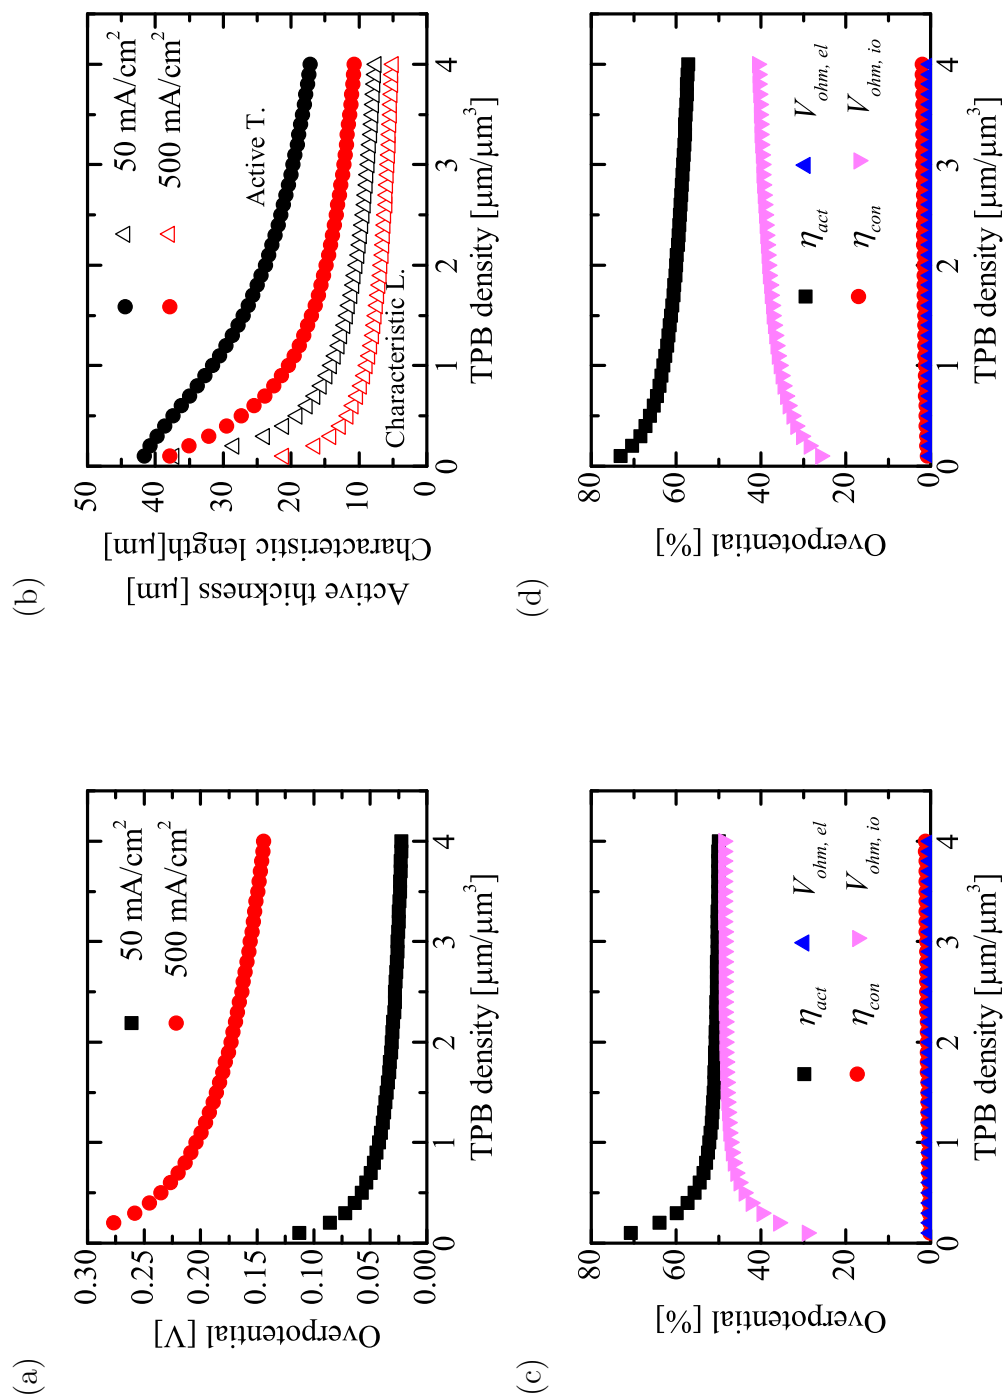 (a)
0.30
0.25
0.20
0.15
0.10
0.05
0.00
Overpotential [V]
50 mA/cm²
500 mA/cm²
0 1 2 3 4
TPB density [μm/μm³]
(b)
50
40
30
20
10
0
Active thickness [μm]
Characteristic length[μm]
50 mA/cm²
500 mA/cm²
Active T.
Characteristic L.
0 1 2 3 4
TPB density [μm/μm³]
(c)
80
60
40
20
0
Overpotential [%]
η_act V_ohm, el
η_con V_ohm, io
0 1 2 3 4
TPB density [μm/μm³]
(d)
80
60
40
20
0
Overpotential [%]
η_act V_ohm, el
η_con V_ohm, io
0 1 2 3 4
TPB density [μm/μm³]